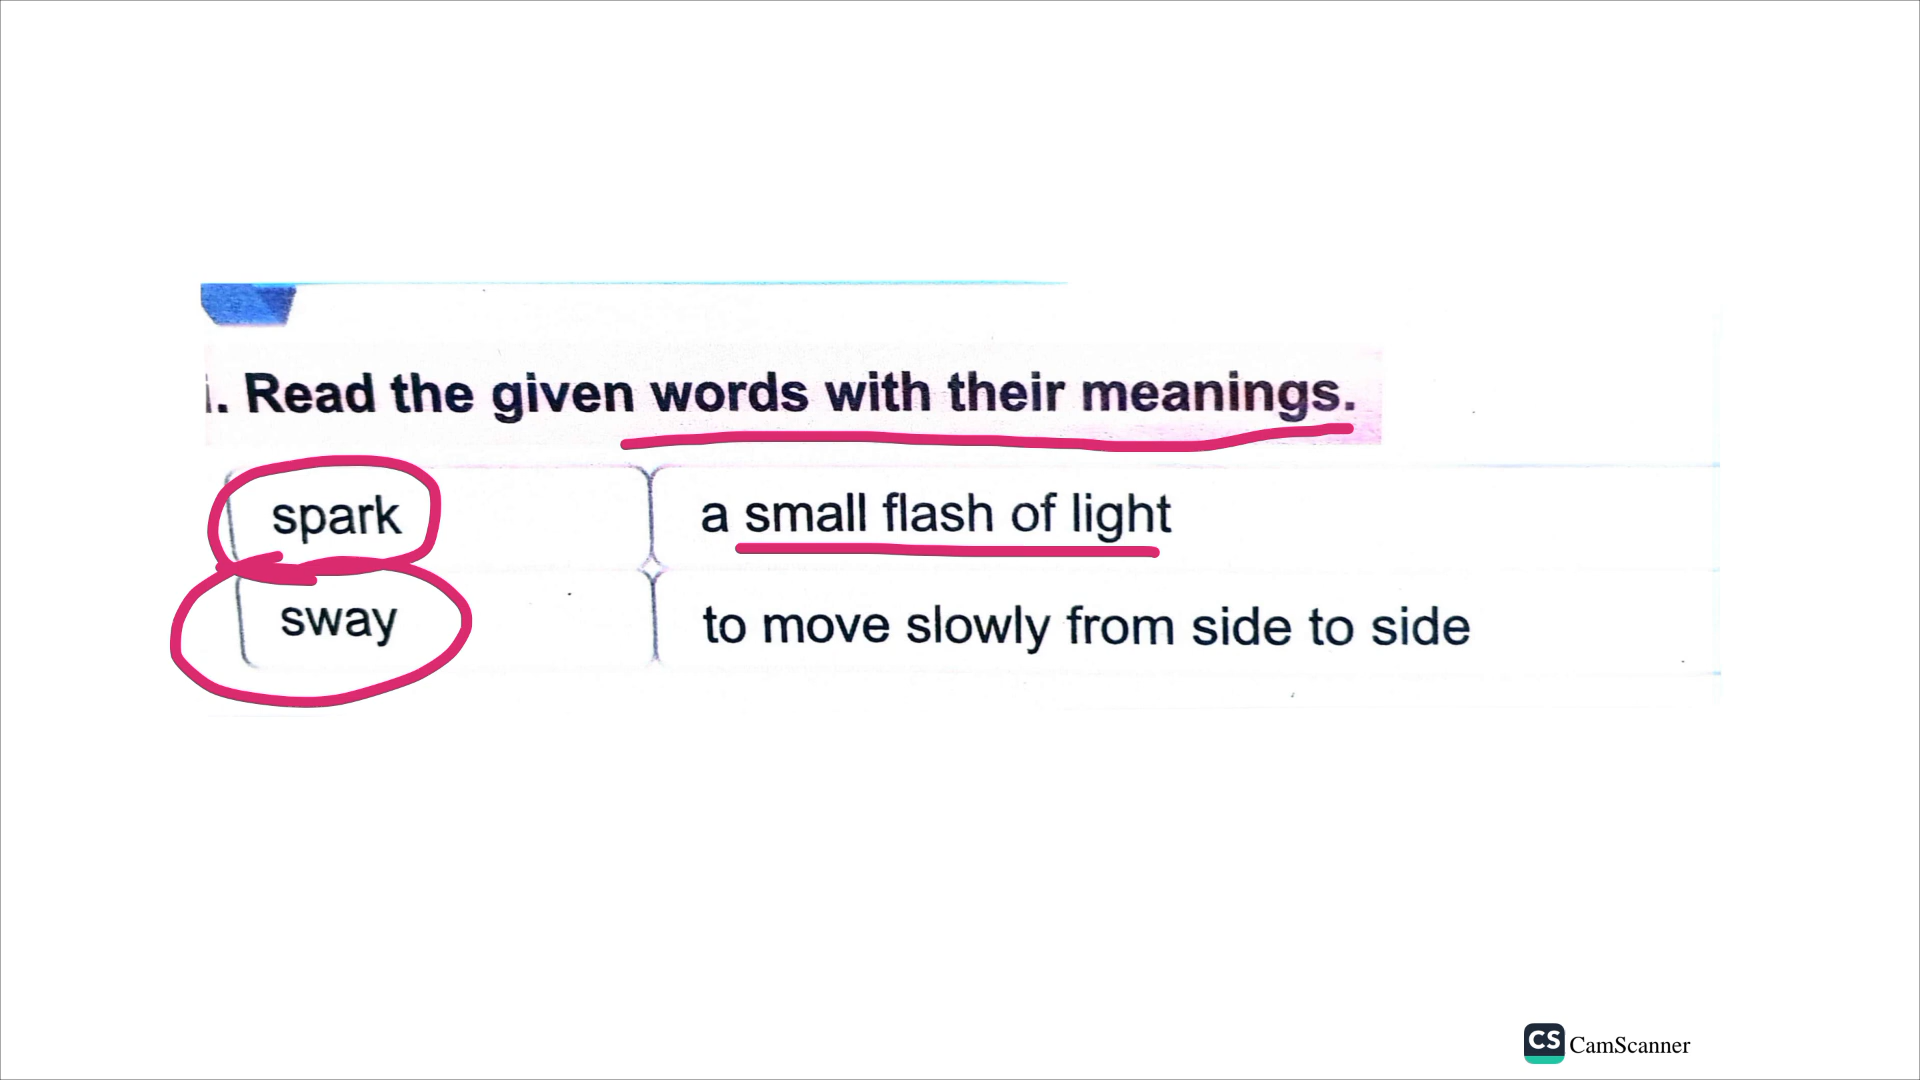 i. Read the given words with their meanings.
spark a small flash of light
sway to move slowly from side to side
CS CamScanner